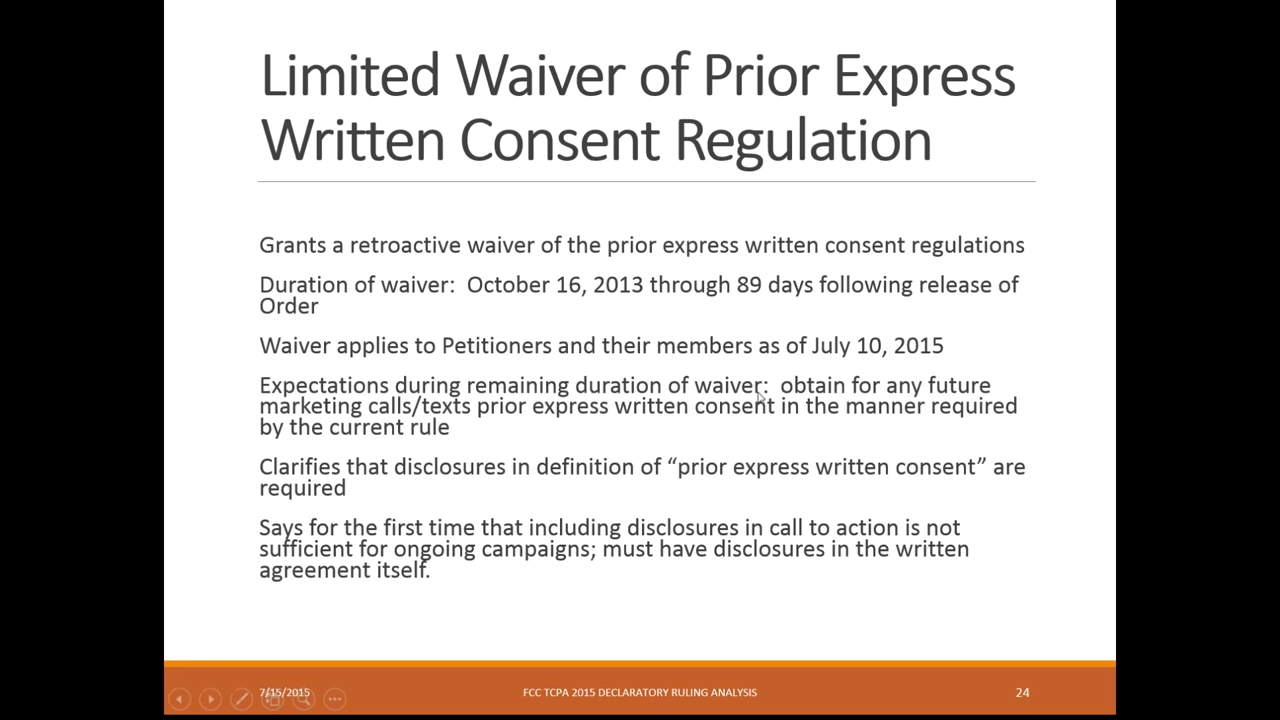 Limited Waiver of Prior Express
Written Consent Regulation
Grants a retroactive waiver of the prior express written consent regulations
Duration of waiver:  October 16, 2013 through 89 days following release of
Order
Waiver applies to Petitioners and their members as of July 10, 2015
Expectations during remaining duration of waiver:  obtain for any future
marketing calls/texts prior express written consent in the manner required
by the current rule
Clarifies that disclosures in definition of “prior express written consent” are
required
Says for the first time that including disclosures in call to action is not
sufficient for ongoing campaigns; must have disclosures in the written
agreement itself.
7/15/2015
FCC TCPA 2015 DECLARATORY RULING ANALYSIS
24